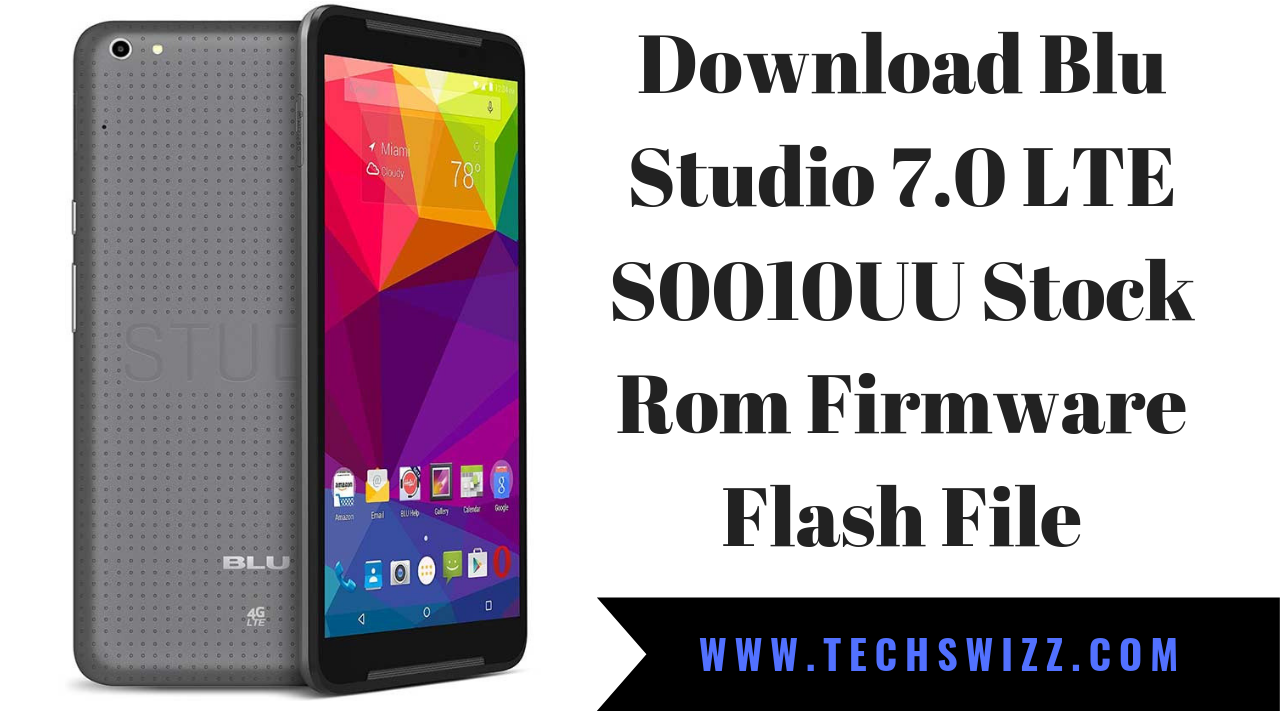 Download Blu
Studio 7.0 LTE
S0010UU Stock
Rom Firmware
Flash File
WWW.TECHSWIZZ.COM
Miami
Cloudy
78°
Amazon
Email
BLU Help
Gallery
Calendar
Google
STUD
BLU
4G
LTE